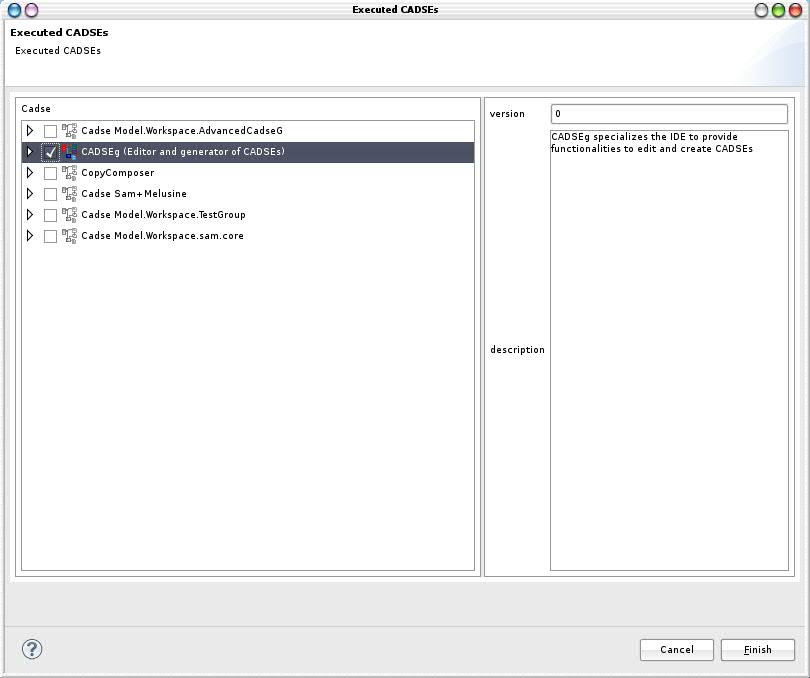 Executed CADSEs
Executed CADSEs
Executed CADSEs
Cadse
Cadse Model.Workspace.AdvancedCadseG
CADSEg (Editor and generator of CADSEs)
CopyComposer
Cadse Sam+Melusine
Cadse Model.Workspace.TestGroup
Cadse Model.Workspace.sam.core
version
0
description
CADSEg specializes the IDE to provide
functionalities to edit and create CADSEs
?
Cancel
Finish